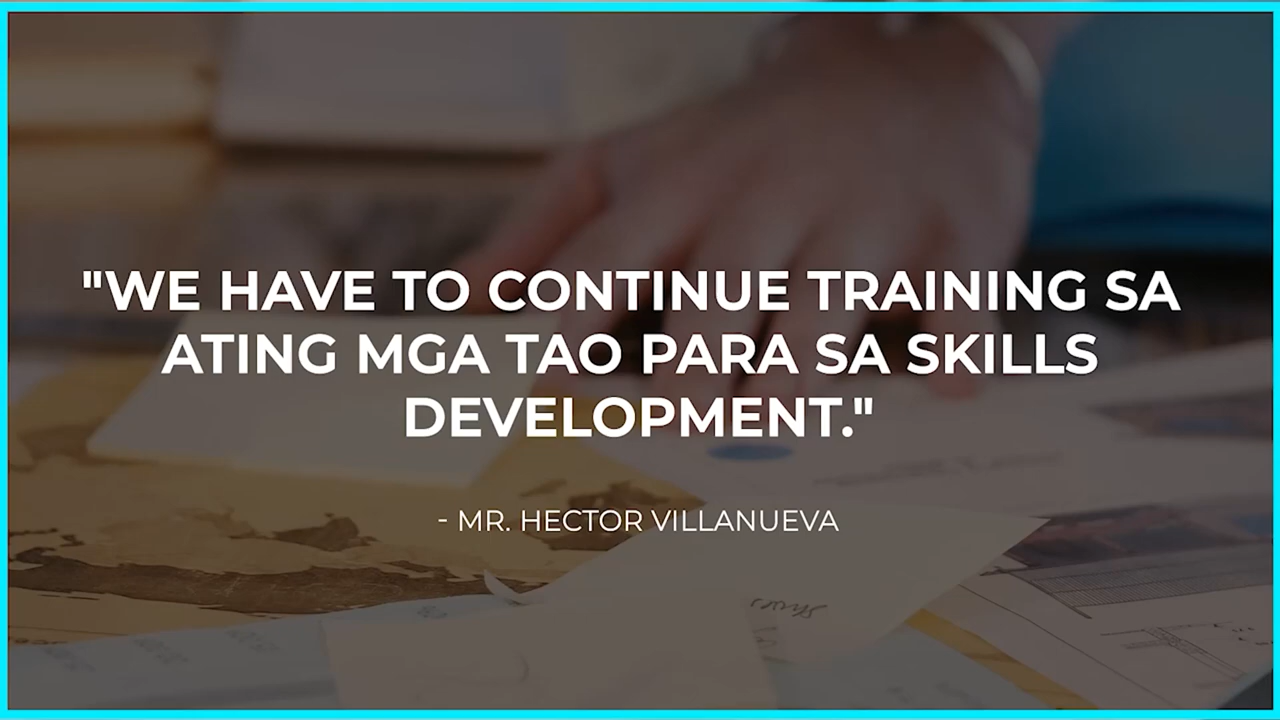 "WE HAVE TO CONTINUE TRAINING SA
ATING MGA TAO PARA SA SKILLS
DEVELOPMENT."
- MR. HECTOR VILLANUEVA